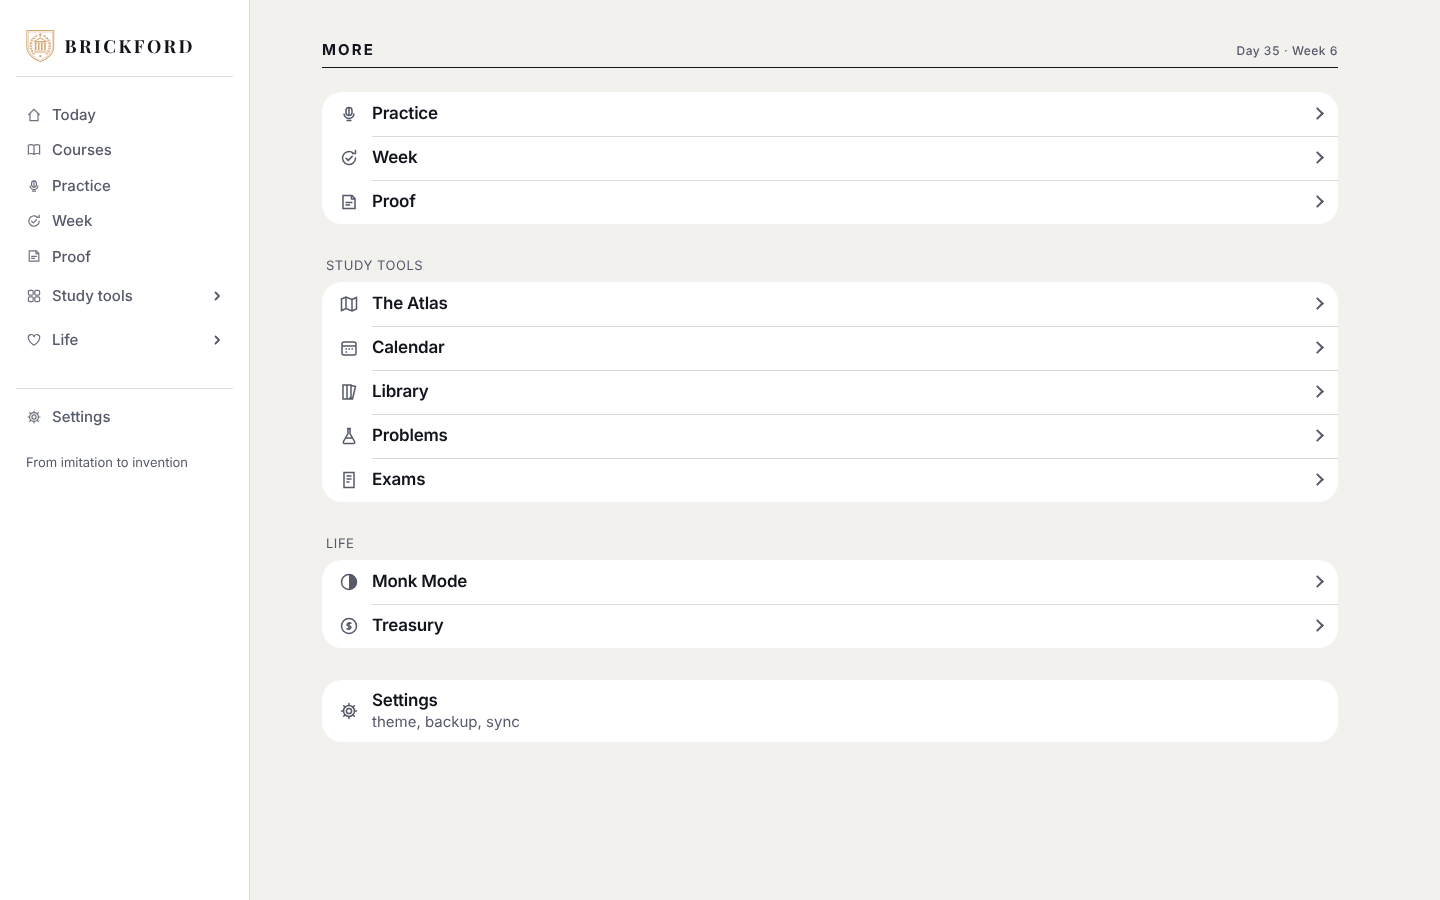 BRICKFORD
Today
Courses
Practice
Week
Proof
Study tools
Life
Settings
From imitation to invention
MORE
Day 35 · Week 6
Practice
Week
Proof
STUDY TOOLS
The Atlas
Calendar
Library
Problems
Exams
LIFE
Monk Mode
Treasury
Settings
theme, backup, sync